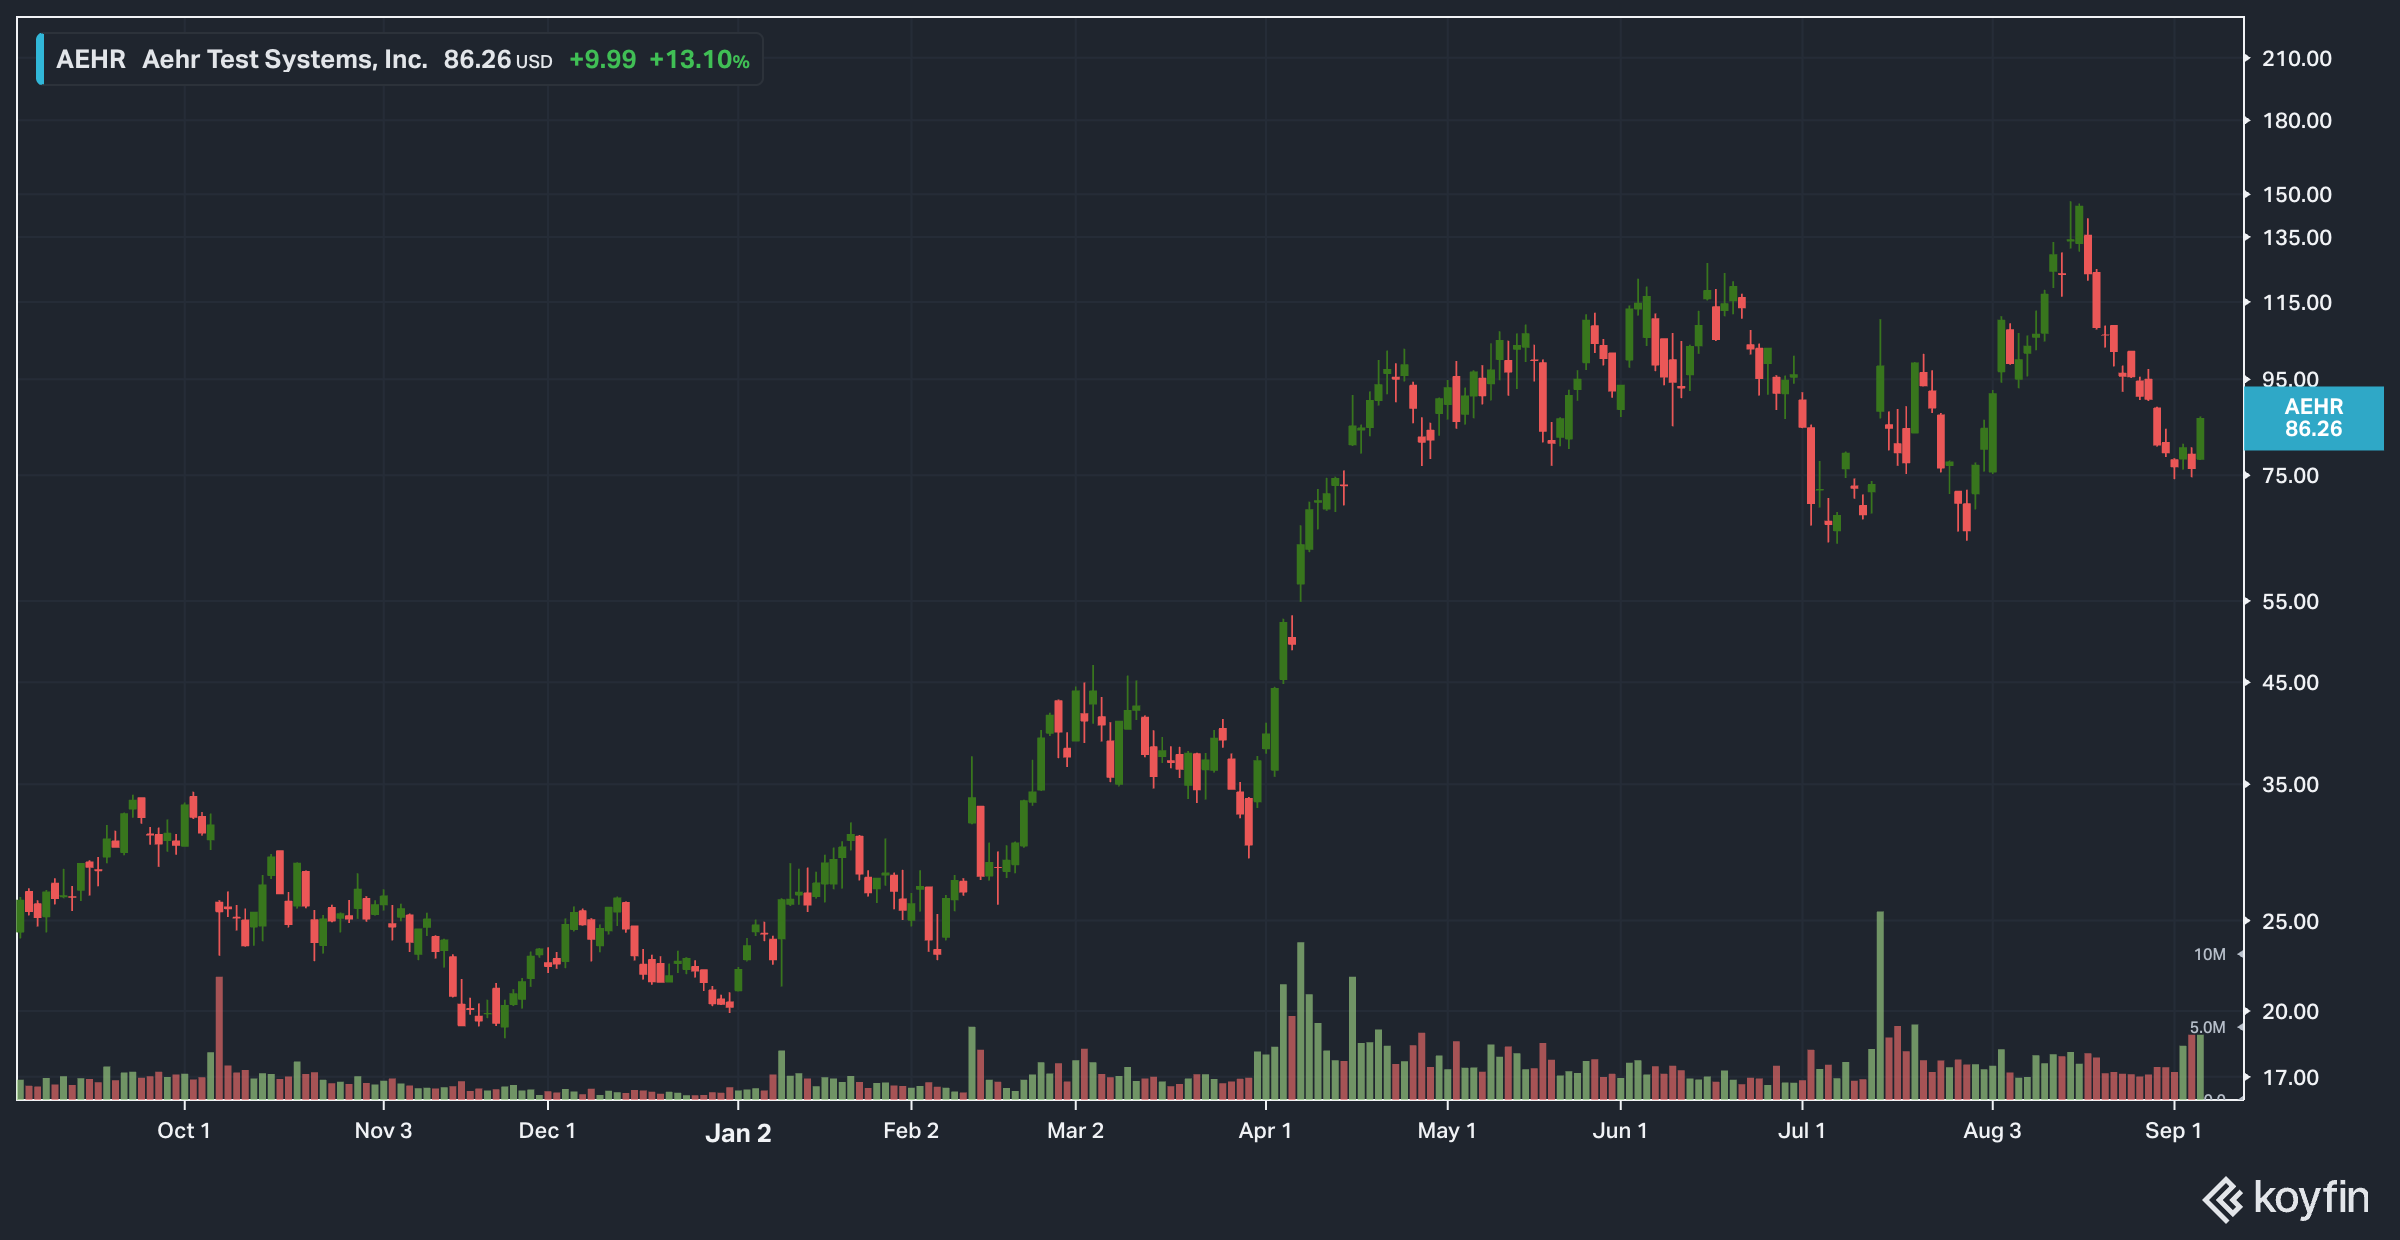 AEHR Aehr Test Systems, Inc. 86.26 USD +9.99 +13.10%
210.00
180.00
150.00
135.00
115.00
95.00
AEHR
86.26
75.00
55.00
45.00
35.00
25.00
10M
20.00
5.0M
17.00
0.0
Oct 1 Nov 3 Dec 1 Jan 2 Feb 2 Mar 2 Apr 1 May 1 Jun 1 Jul 1 Aug 3 Sep 1
koyfin